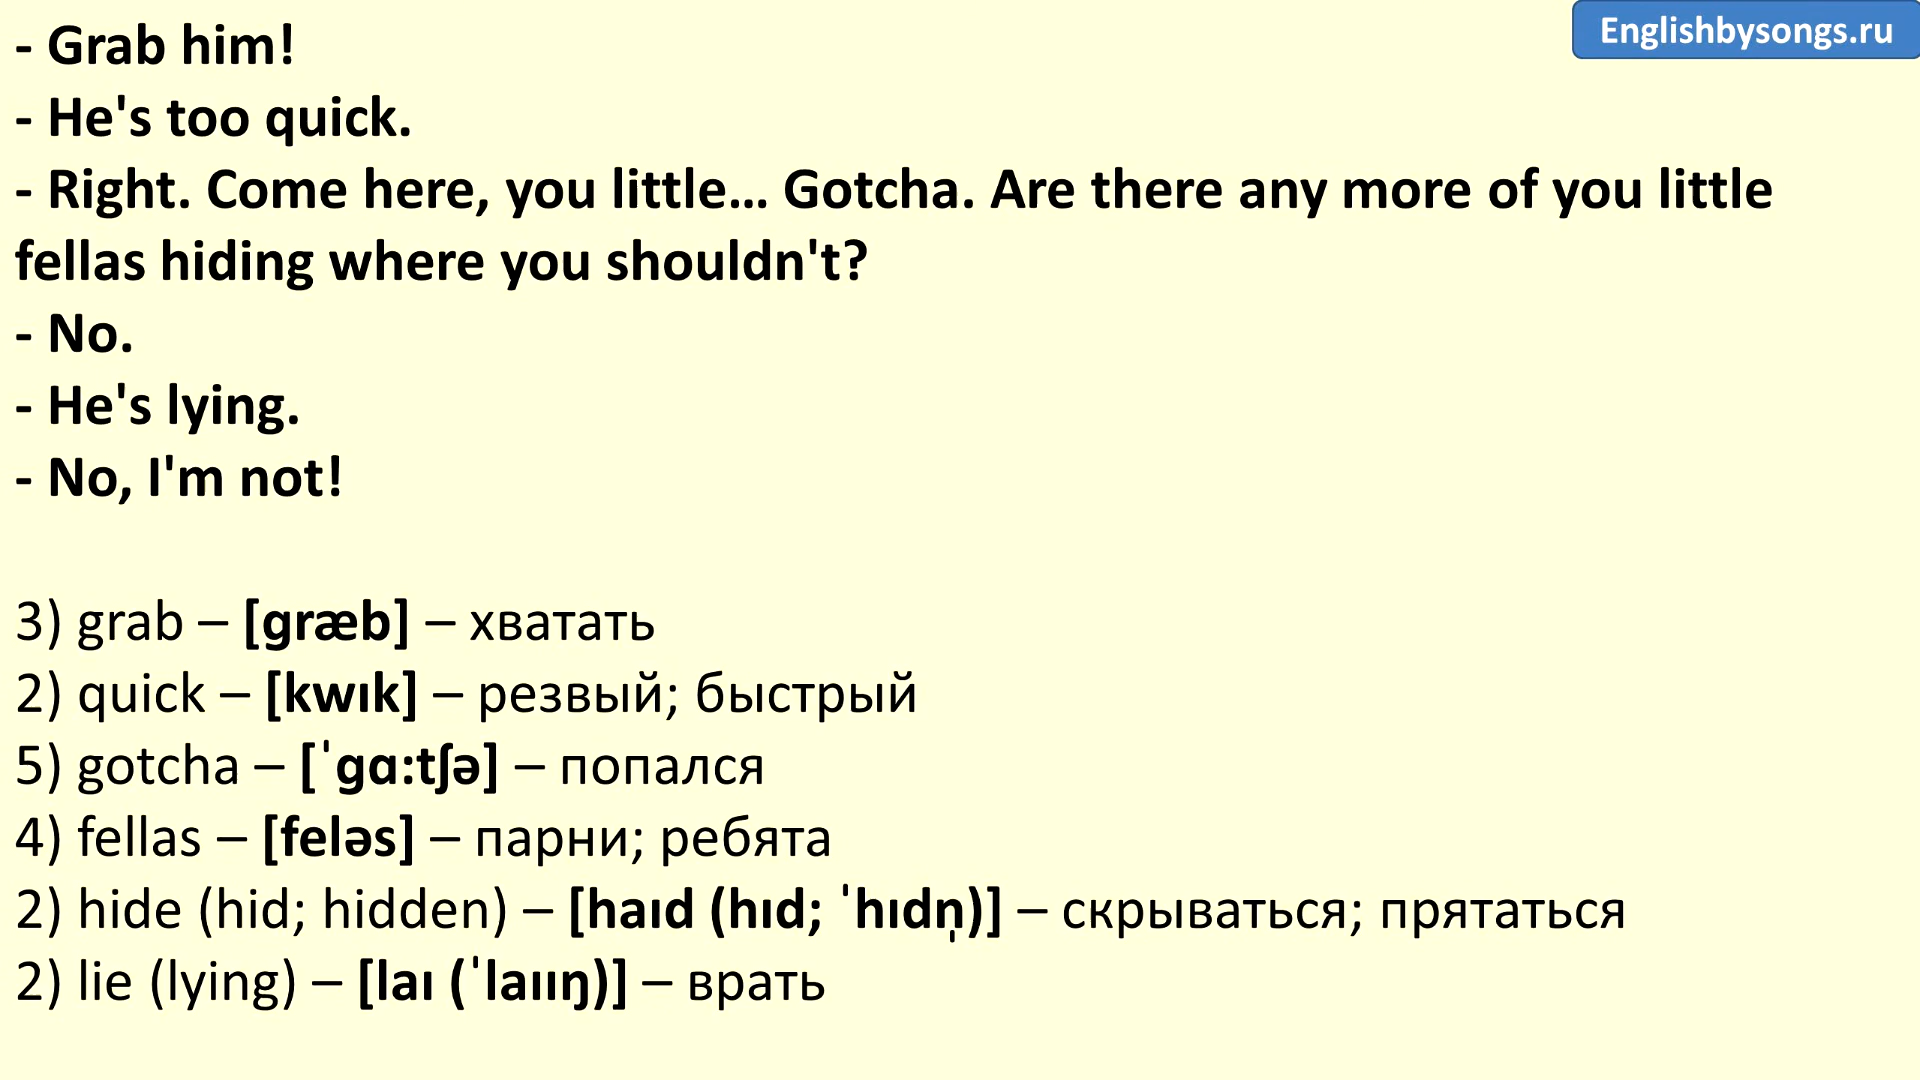 Englishbysongs.ru
- Grab him!
- He's too quick.
- Right. Come here, you little… Gotcha. Are there any more of you little
fellas hiding where you shouldn't?
- No.
- He's lying.
- No, I'm not!
3) grab – [græb] – хватать
2) quick – [kwɪk] – резвый; быстрый
5) gotcha – [ˈgɑ:tʃə] – попался
4) fellas – [feləs] – парни; ребята
2) hide (hid; hidden) – [haɪd (hɪd; ˈhɪdn̩)] – скрываться; прятаться
2) lie (lying) – [laɪ (ˈlaɪɪŋ)] – врать